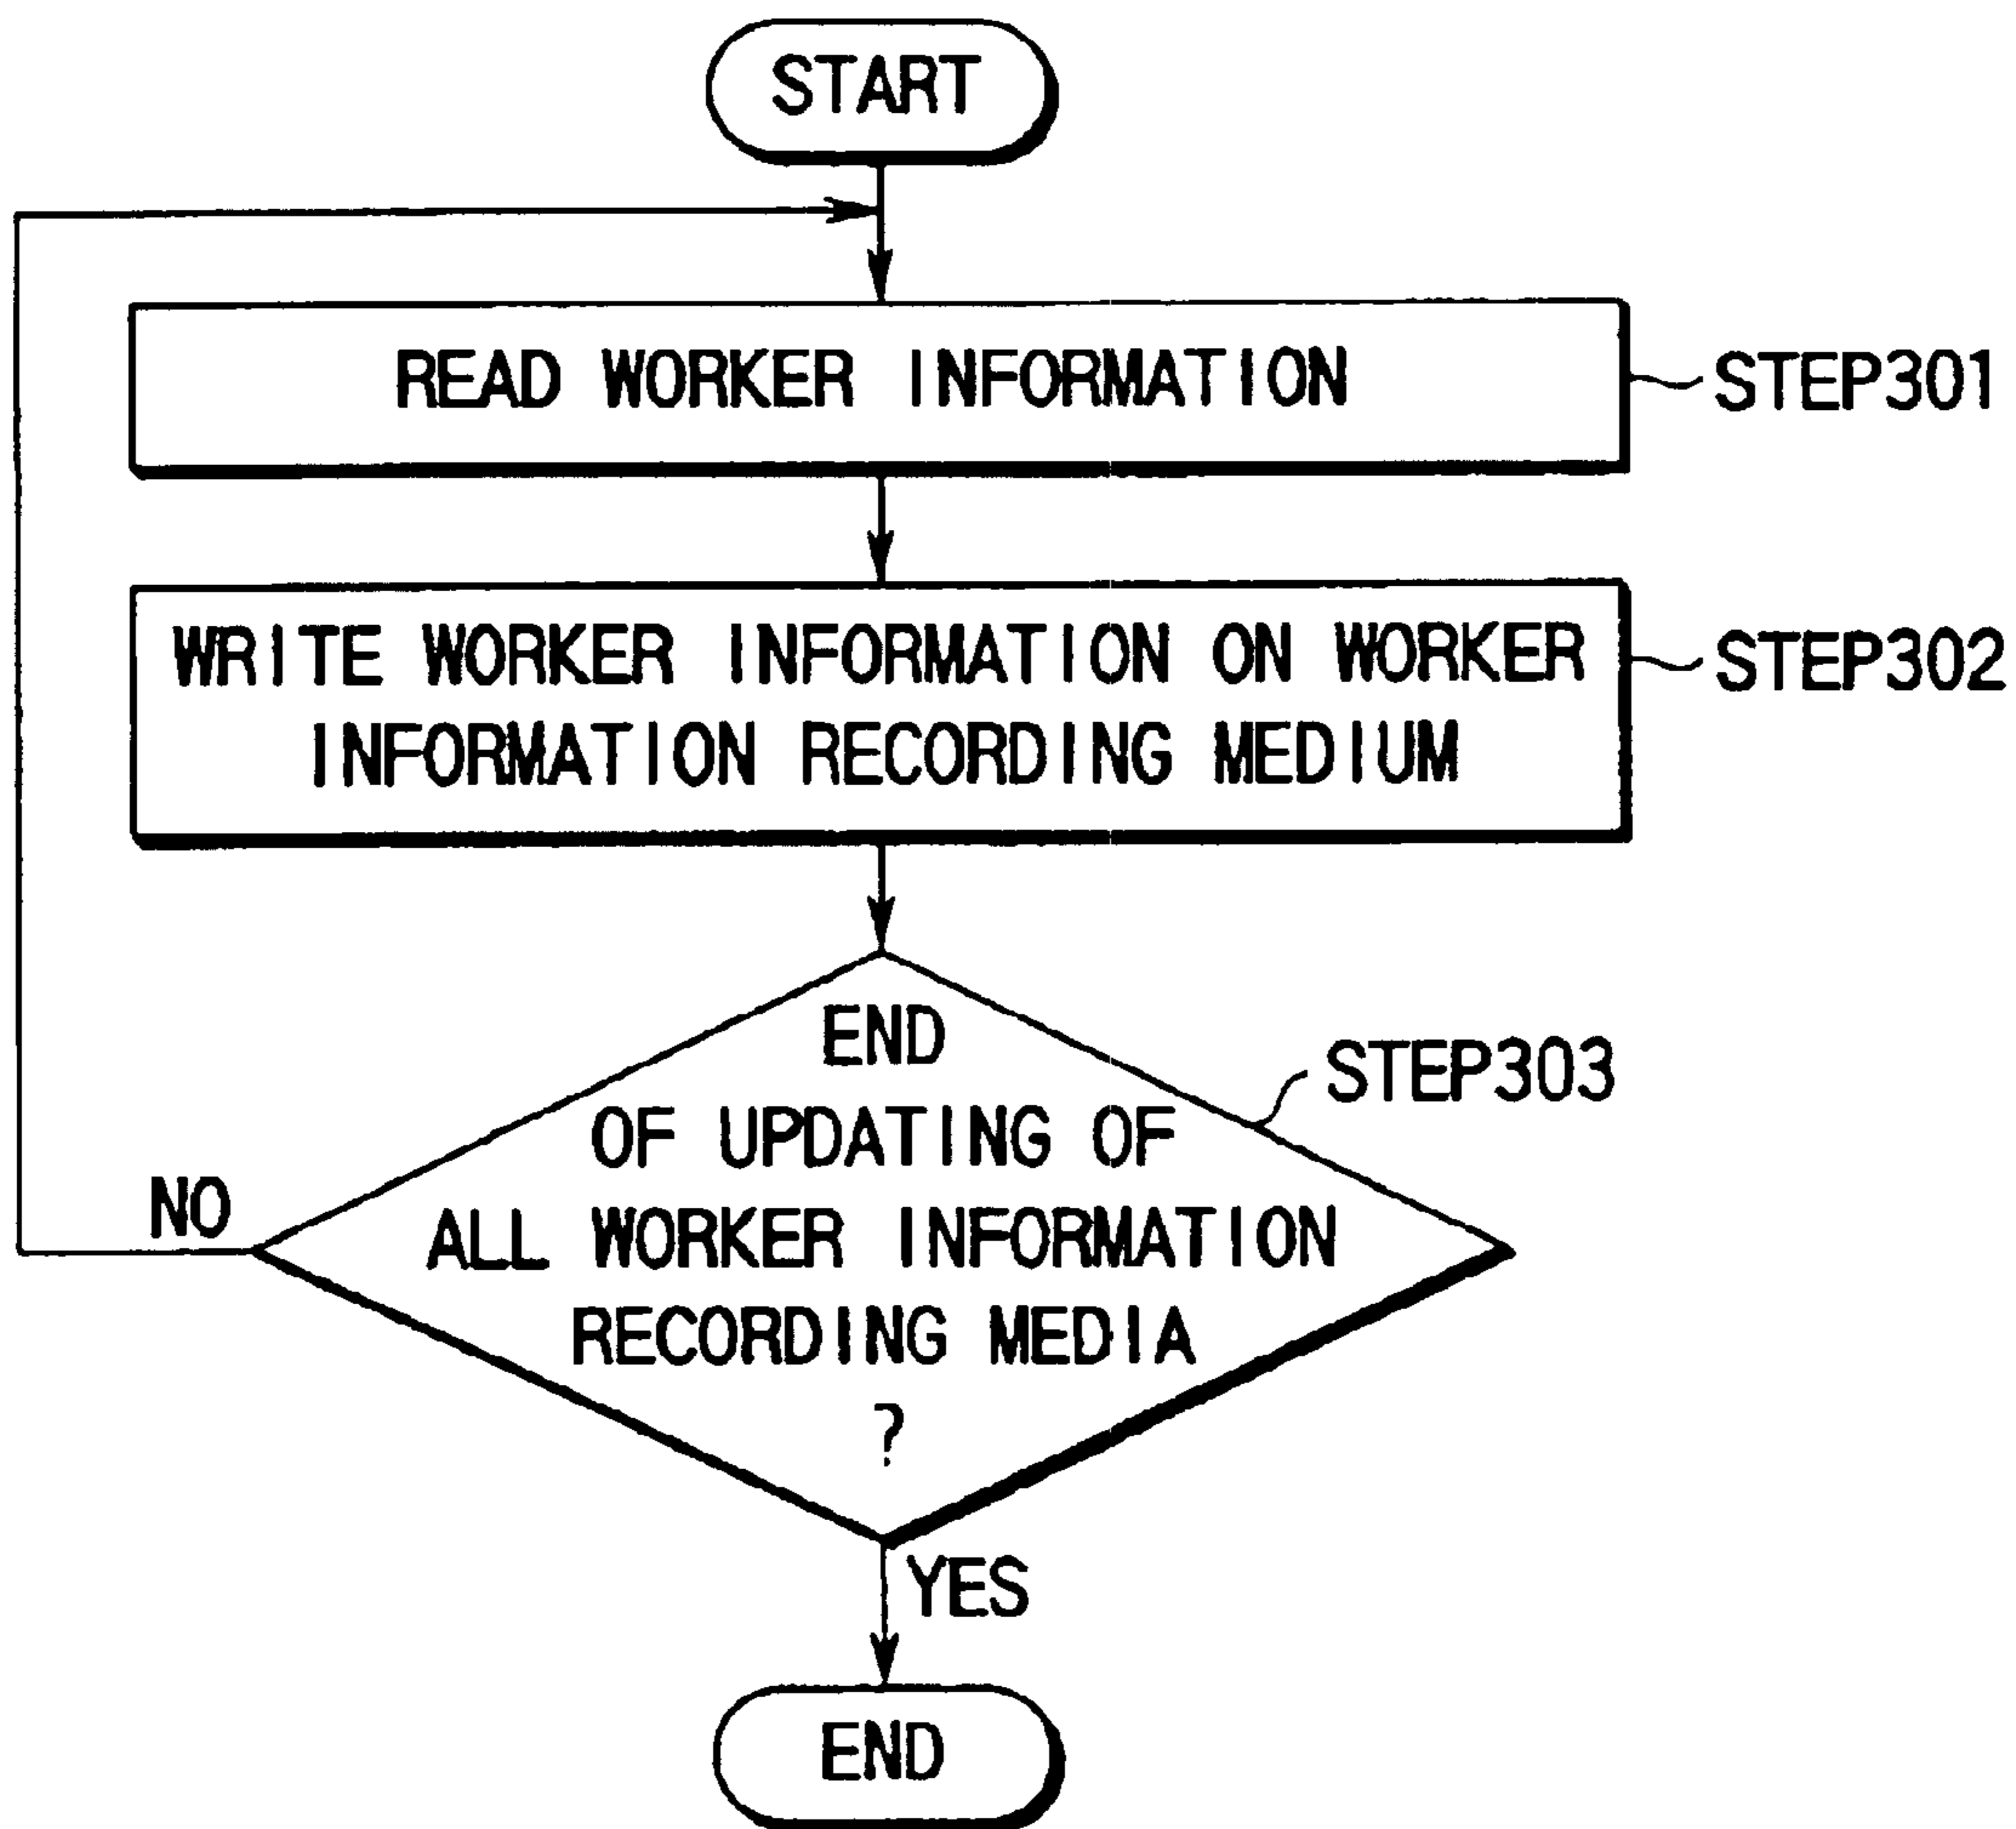 START
READ WORKER INFORMATION
STEP301
WRITE WORKER INFORMATION ON WORKER
INFORMATION RECORDING MEDIUM
STEP302
END
OF UPDATING OF
ALL WORKER INFORMATION
RECORDING MEDIA
?
STEP303
NO
YES
END